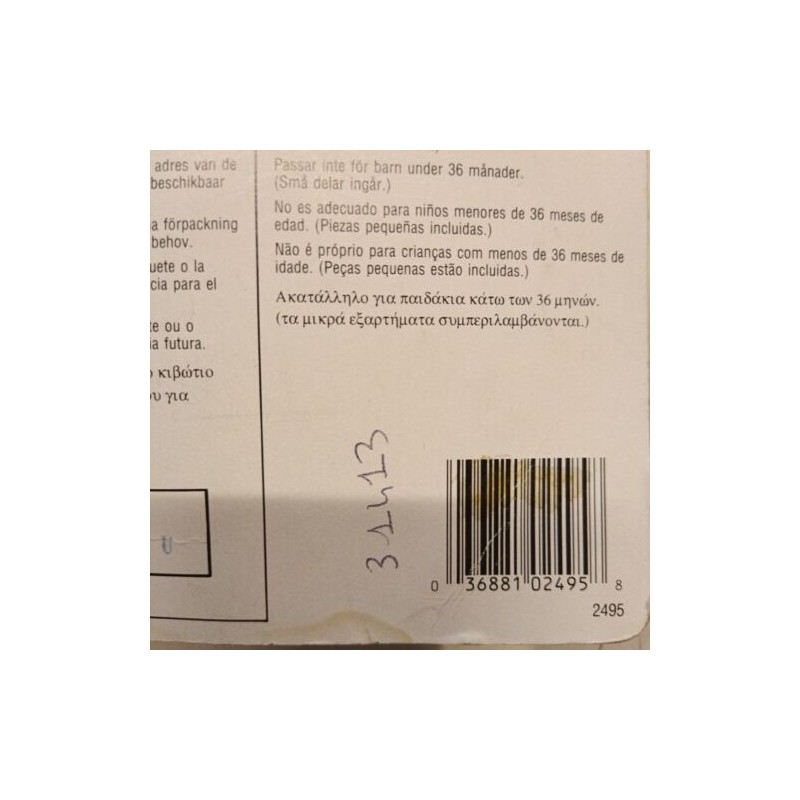 adres van de
beschikbaar
a förpackning
behov.
uete o la
cia para el
te ou o
ia futura.
κιβώτιο
υ για
U
Passar inte för barn under 36 månader.
(Små delar ingår.)
No es adecuado para niños menores de 36 meses de
edad. (Piezas pequeñas incluidas.)
Não é próprio para crianças com menos de 36 meses de
idade. (Peças pequenas estão incluidas.)
Ακατάλληλο για παιδάκια κάτω των 36 μηνών.
(τα μικρά εξαρτήματα συμπεριλαμβάνονται.)
31413
0 36881 02495 8
2495